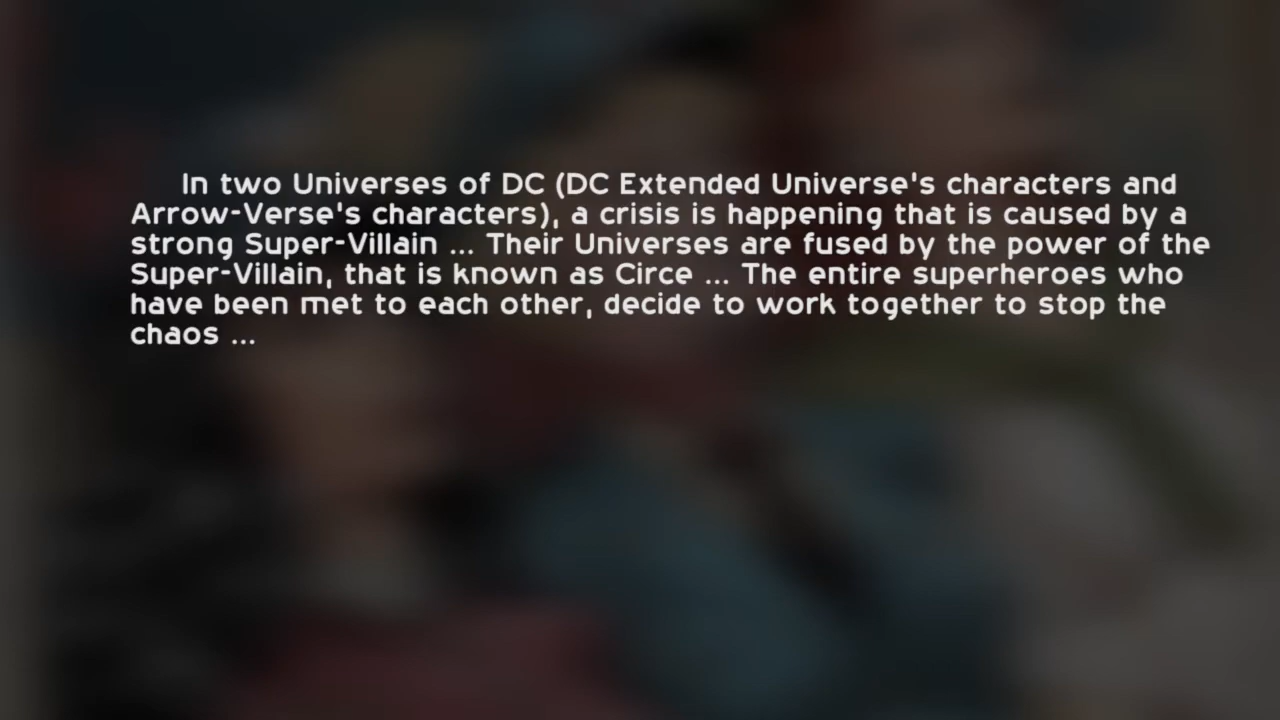 In two Universes of DC (DC Extended Universe's characters and
Arrow-Verse's characters), a crisis is happening that is caused by a
strong Super-Villain ... Their Universes are fused by the power of the
Super-Villain, that is known as Circe ... The entire superheroes who
have been met to each other, decide to work together to stop the
chaos ...